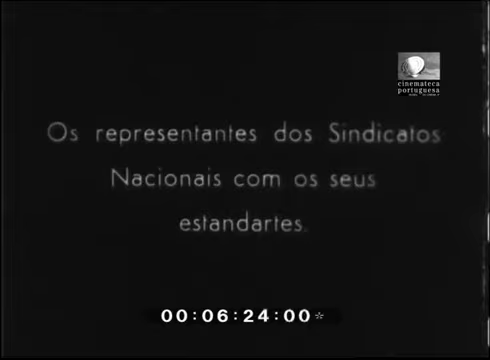 cinemateca
portuguesa
Os representantes dos Sindicatos
Nacionais com os seus
estandartes.
00:06:24:00*